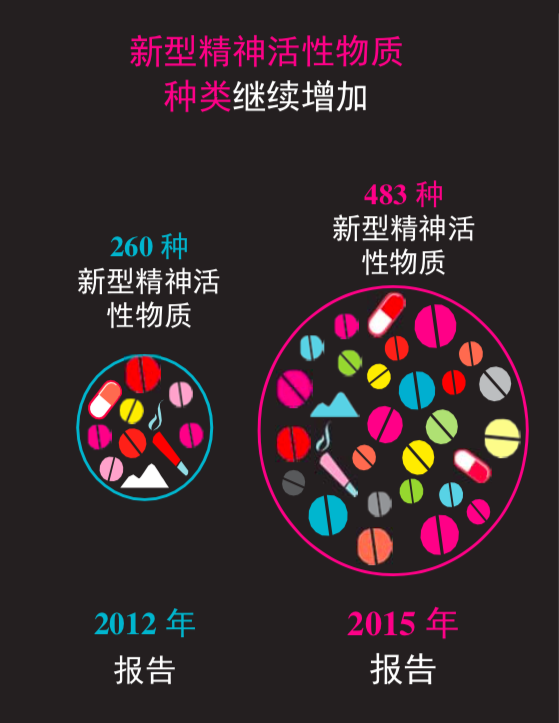 新型精神活性物质
种类继续增加
483 种
新型精神活
性物质
260 种
新型精神活
性物质
2012 年
报告
2015 年
报告